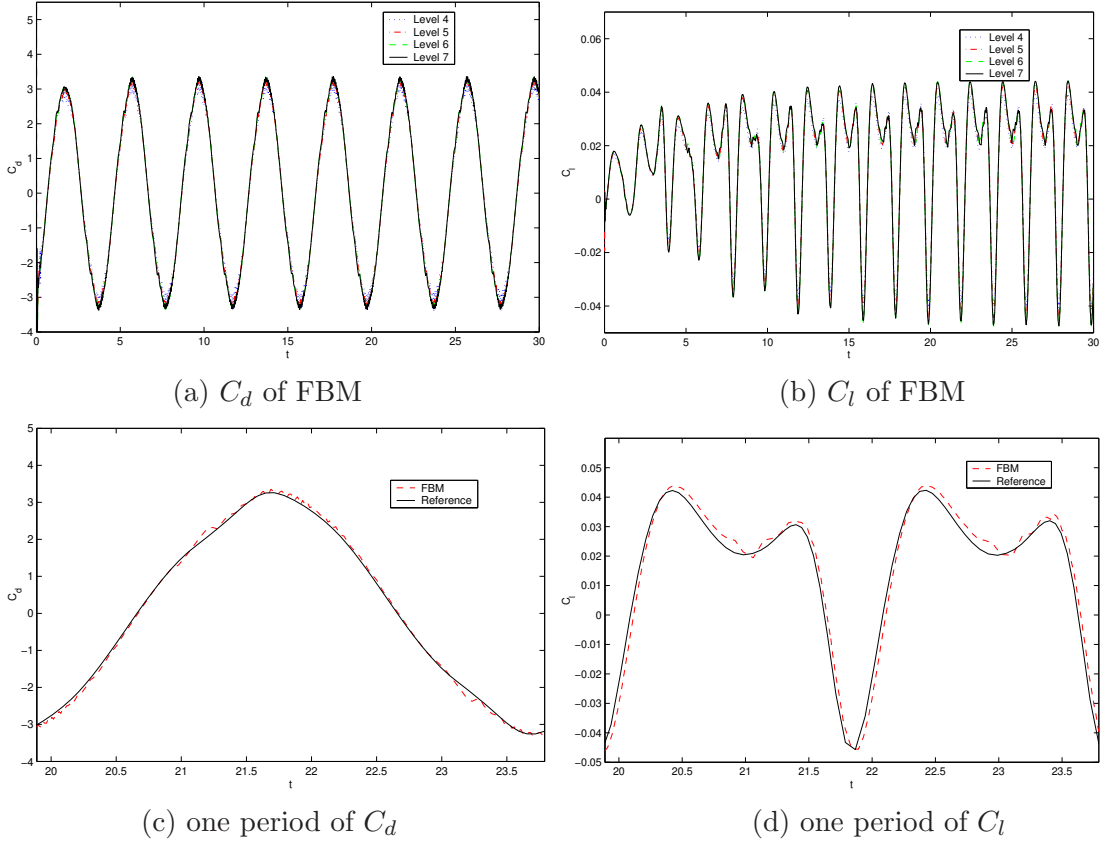 5
4
3
2
1
0
−1
−2
−3
−4
0
5
10
15
20
25
30
t
C_d
Level 4
Level 5
Level 6
Level 7
(a) C_d of FBM
0.06
0.04
0.02
0
−0.02
−0.04
0
5
10
15
20
25
30
t
C_l
Level 4
Level 5
Level 6
Level 7
(b) C_l of FBM
5
4
3
2
1
0
−1
−2
−3
−4
20
20.5
21
21.5
22
22.5
23
23.5
t
C_d
FBM
Reference
(c) one period of C_d
0.05
0.04
0.03
0.02
0.01
0
−0.01
−0.02
−0.03
−0.04
−0.05
20
20.5
21
21.5
22
22.5
23
23.5
t
C_l
FBM
Reference
(d) one period of C_l